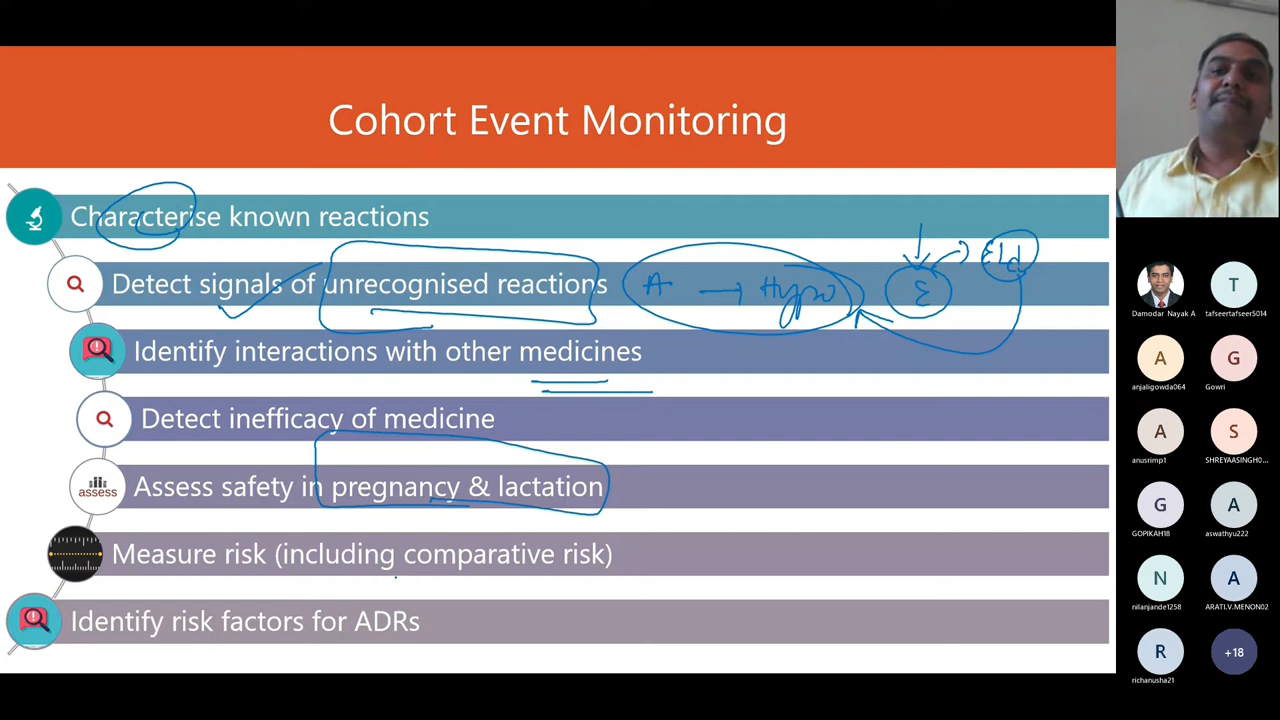 Cohort Event Monitoring
Characterise known reactions
Detect signals of unrecognised reactions
A → Hypo
E
Identify interactions with other medicines
Detect inefficacy of medicine
assess
Assess safety in pregnancy & lactation
Measure risk (including comparative risk)
Identify risk factors for ADRs
Damodar Nayak A
T
tafseertafseer5014
A
anjaligowda064
G
Gowri
A
anusrimp1
S
SHREYAASINGH0...
G
GOPIKAH18
A
aswathyu222
N
nilanjande1258
A
ARATI.V.MENON02
R
richanusha21
+18